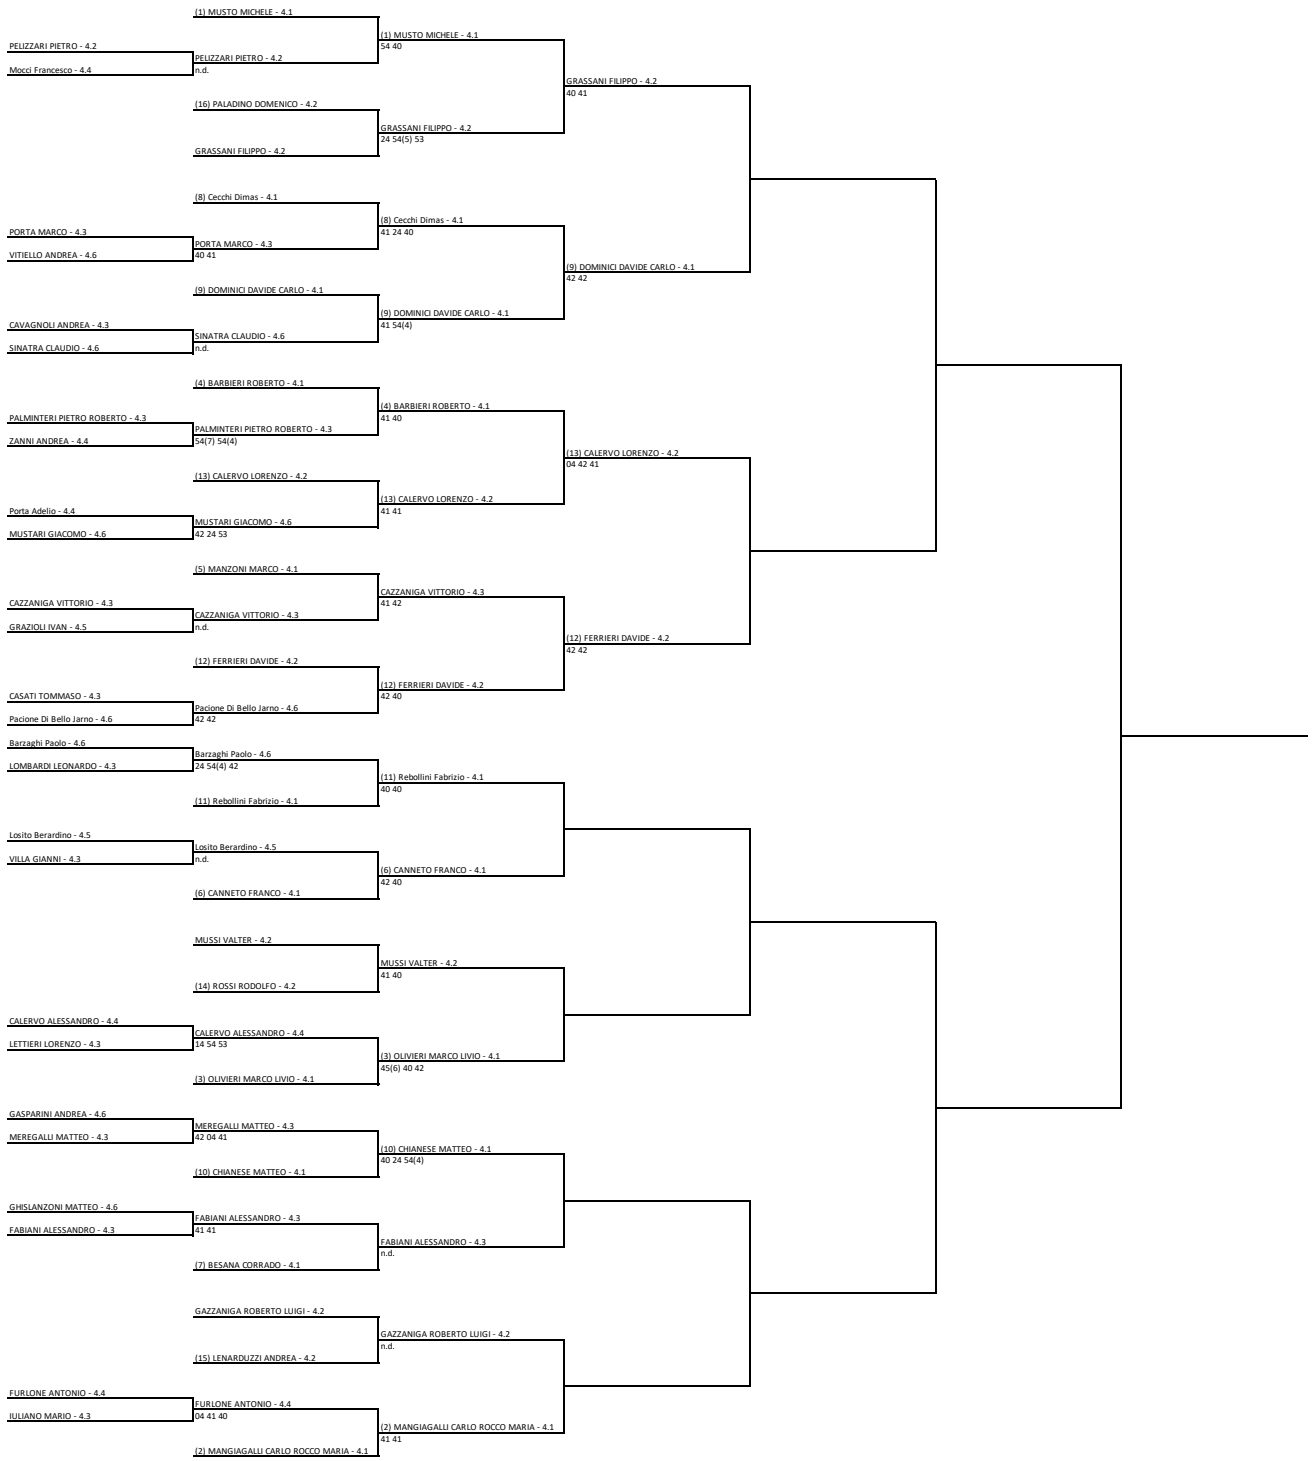 (1) MUSTO MICHELE - 4.1
(1) MUSTO MICHELE - 4.1
54 40
PELIZZARI PIETRO - 4.2
PELIZZARI PIETRO - 4.2
Mocci Francesco - 4.4
n.d.
GRASSANI FILIPPO - 4.2
40 41
(16) PALADINO DOMENICO - 4.2
GRASSANI FILIPPO - 4.2
24 54(5) 53
GRASSANI FILIPPO - 4.2
(8) Cecchi Dimas - 4.1
(8) Cecchi Dimas - 4.1
41 24 40
PORTA MARCO - 4.3
PORTA MARCO - 4.3
VITIELLO ANDREA - 4.6
40 41
(9) DOMINICI DAVIDE CARLO - 4.1
42 42
(9) DOMINICI DAVIDE CARLO - 4.1
(9) DOMINICI DAVIDE CARLO - 4.1
41 54(4)
CAVAGNOLI ANDREA - 4.3
SINATRA CLAUDIO - 4.6
SINATRA CLAUDIO - 4.6
n.d.
(4) BARBIERI ROBERTO - 4.1
(4) BARBIERI ROBERTO - 4.1
41 40
PALMINTERI PIETRO ROBERTO - 4.3
PALMINTERI PIETRO ROBERTO - 4.3
ZANNI ANDREA - 4.4
54(7) 54(4)
(13) CALERVO LORENZO - 4.2
04 42 41
(13) CALERVO LORENZO - 4.2
(13) CALERVO LORENZO - 4.2
41 41
Porta Adelio - 4.4
MUSTARI GIACOMO - 4.6
MUSTARI GIACOMO - 4.6
42 24 53
(5) MANZONI MARCO - 4.1
CAZZANIGA VITTORIO - 4.3
41 42
CAZZANIGA VITTORIO - 4.3
CAZZANIGA VITTORIO - 4.3
GRAZIOLI IVAN - 4.5
n.d.
(12) FERRIERI DAVIDE - 4.2
42 42
(12) FERRIERI DAVIDE - 4.2
(12) FERRIERI DAVIDE - 4.2
42 40
CASATI TOMMASO - 4.3
Pacione Di Bello Jarno - 4.6
Pacione Di Bello Jarno - 4.6
42 42
Barzaghi Paolo - 4.6
Barzaghi Paolo - 4.6
LOMBARDI LEONARDO - 4.3
24 54(4) 42
(11) Rebollini Fabrizio - 4.1
40 40
(11) Rebollini Fabrizio - 4.1
Losito Berardino - 4.5
Losito Berardino - 4.5
VILLA GIANNI - 4.3
n.d.
(6) CANNETO FRANCO - 4.1
42 40
(6) CANNETO FRANCO - 4.1
MUSSI VALTER - 4.2
MUSSI VALTER - 4.2
41 40
(14) ROSSI RODOLFO - 4.2
CALERVO ALESSANDRO - 4.4
CALERVO ALESSANDRO - 4.4
LETTIERI LORENZO - 4.3
14 54 53
(3) OLIVIERI MARCO LIVIO - 4.1
45(6) 40 42
(3) OLIVIERI MARCO LIVIO - 4.1
GASPARINI ANDREA - 4.6
MEREGALLI MATTEO - 4.3
MEREGALLI MATTEO - 4.3
42 04 41
(10) CHIANESE MATTEO - 4.1
40 24 54(4)
(10) CHIANESE MATTEO - 4.1
GHISLANZONI MATTEO - 4.6
FABIANI ALESSANDRO - 4.3
FABIANI ALESSANDRO - 4.3
41 41
FABIANI ALESSANDRO - 4.3
n.d.
(7) BESANA CORRADO - 4.1
GAZZANIGA ROBERTO LUIGI - 4.2
GAZZANIGA ROBERTO LUIGI - 4.2
n.d.
(15) LENARDUZZI ANDREA - 4.2
FURLONE ANTONIO - 4.4
FURLONE ANTONIO - 4.4
IULIANO MARIO - 4.3
04 41 40
(2) MANGIAGALLI CARLO ROCCO MARIA - 4.1
41 41
(2) MANGIAGALLI CARLO ROCCO MARIA - 4.1